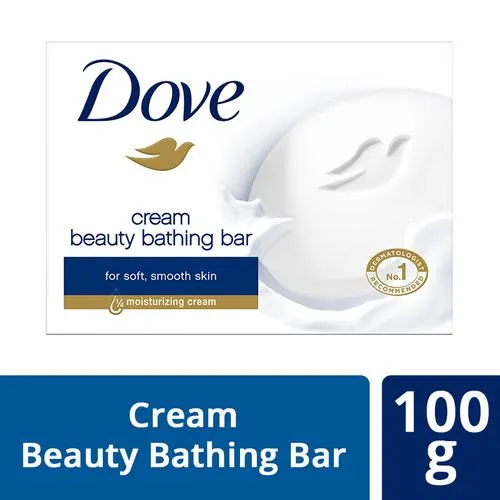 Dove
cream
beauty bathing bar
for soft, smooth skin
¼ moisturizing cream
DERMATOLOGIST
No.1
RECOMMENDED
Cream
Beauty Bathing Bar
100
g